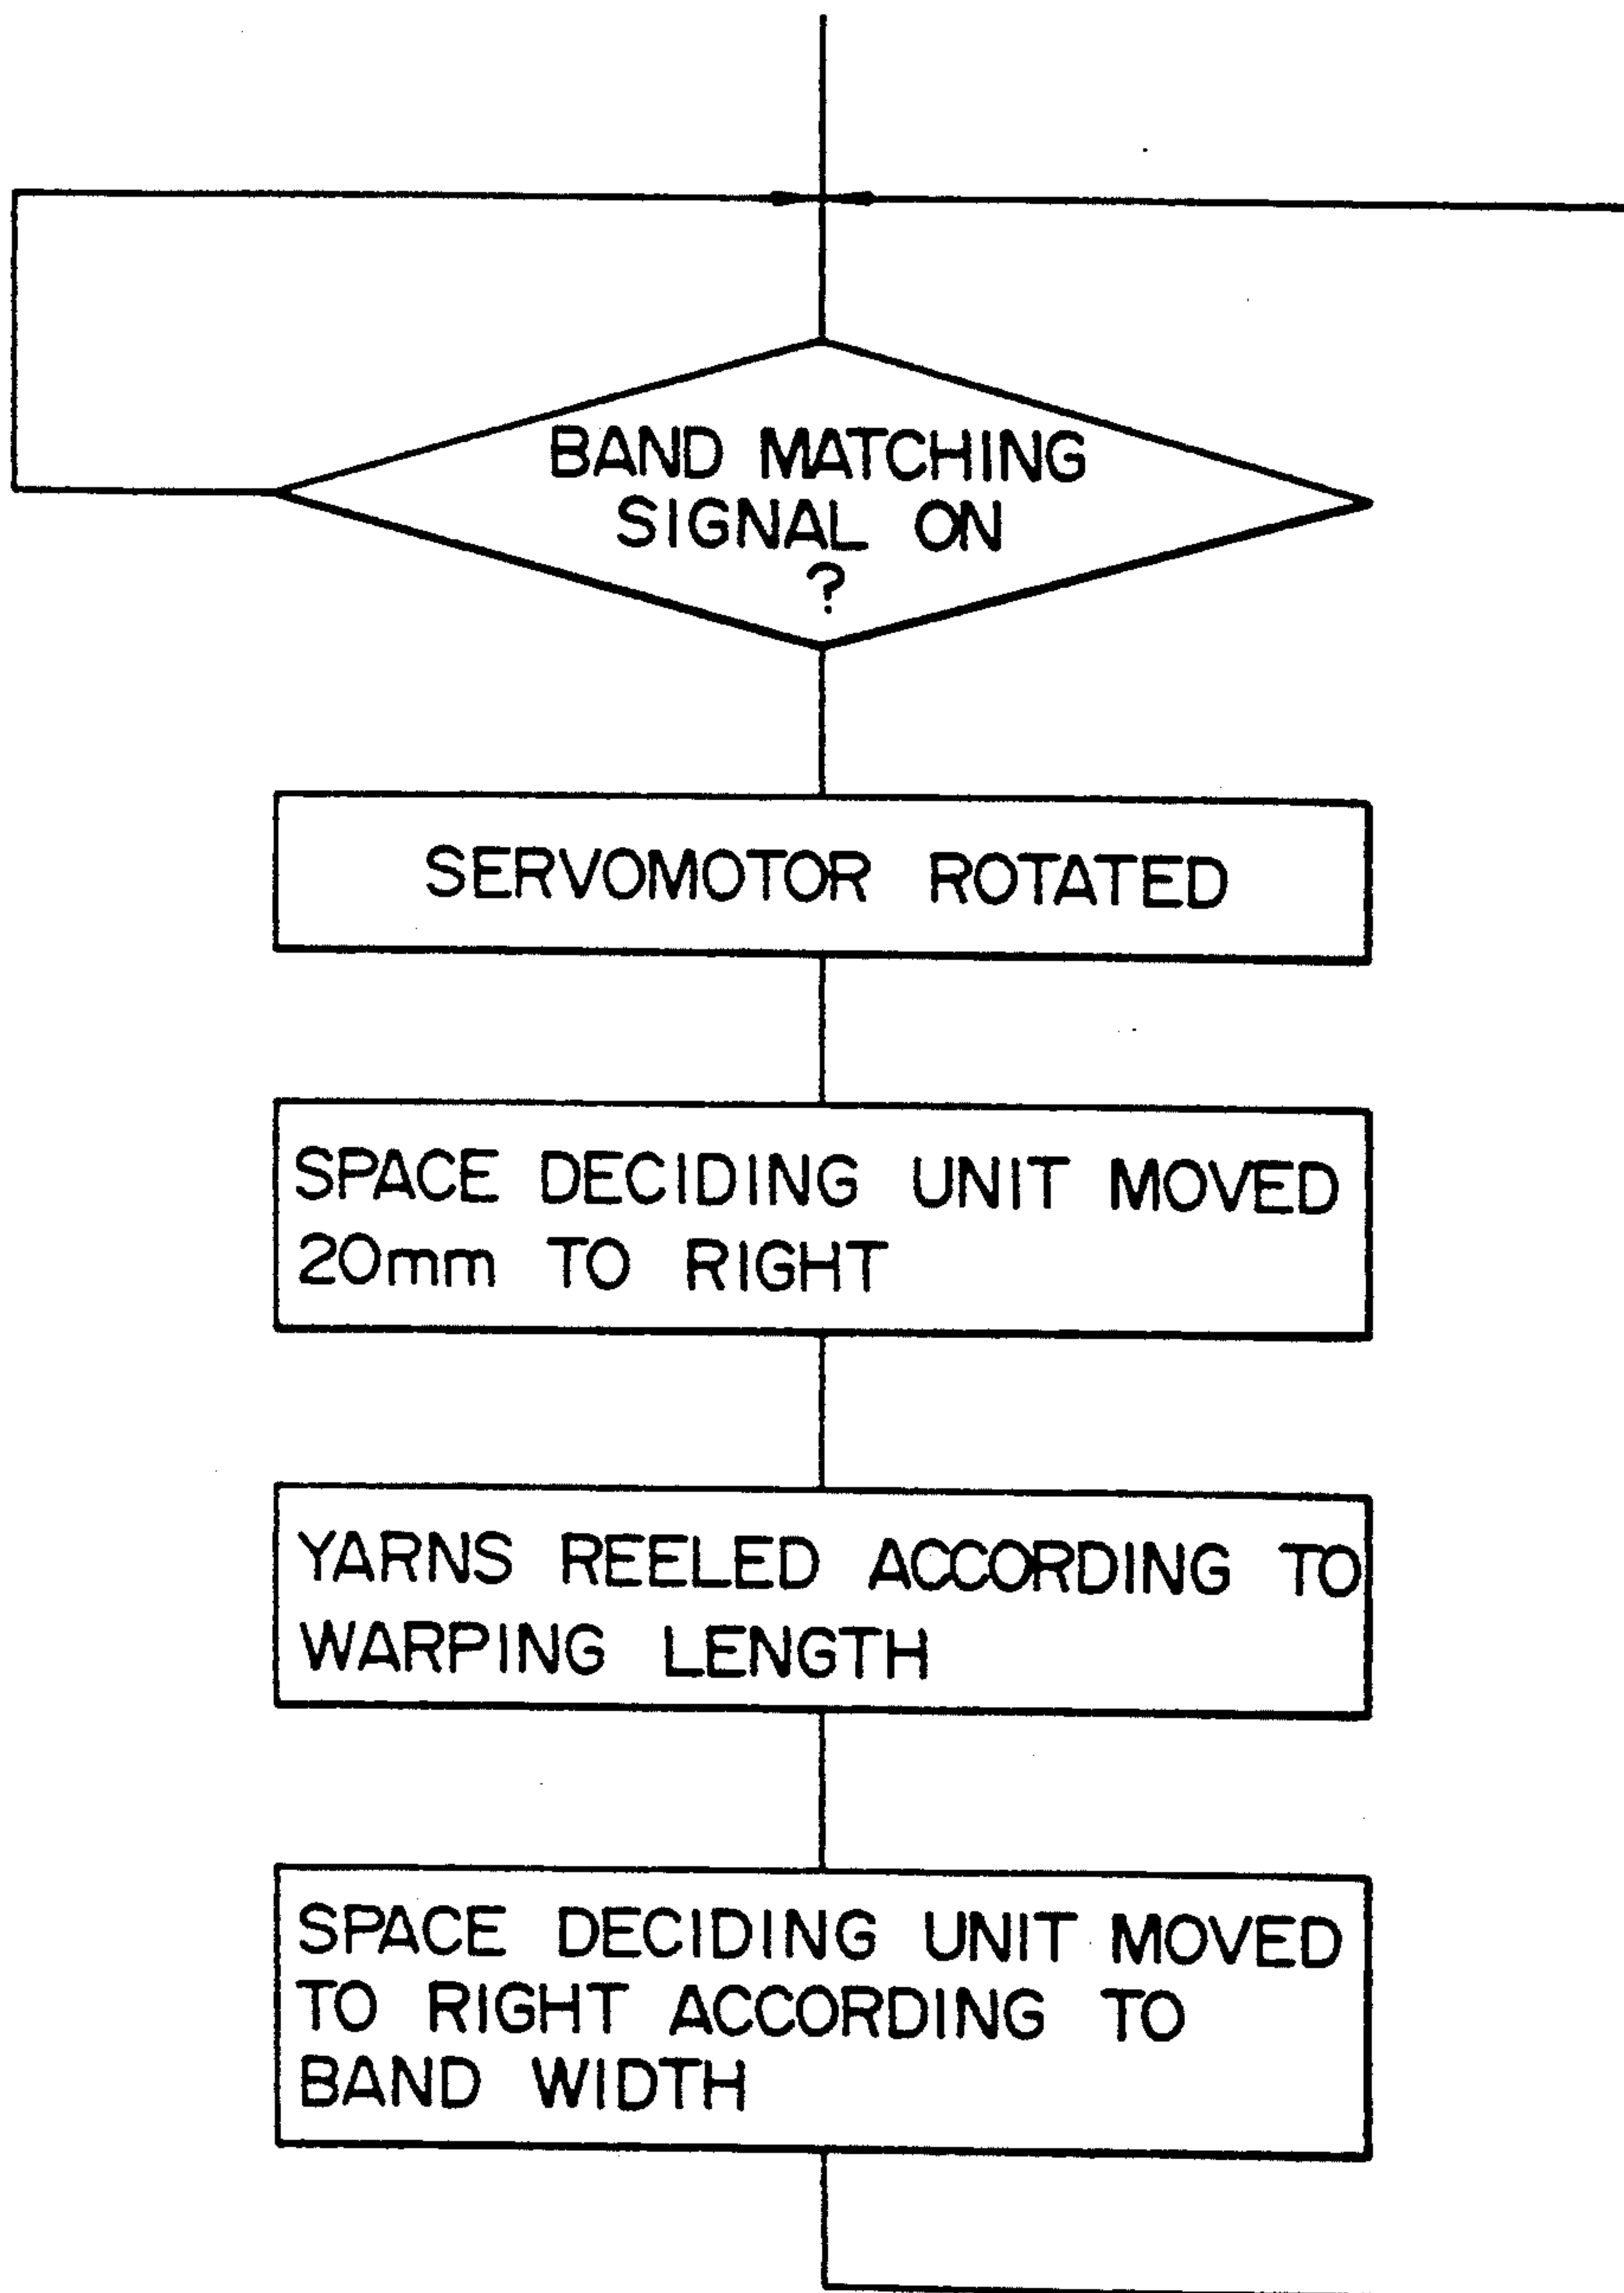 BAND MATCHING
SIGNAL ON
?
SERVOMOTOR ROTATED
SPACE DECIDING UNIT MOVED
20mm TO RIGHT
YARNS REELED ACCORDING TO
WARPING LENGTH
SPACE DECIDING UNIT MOVED
TO RIGHT ACCORDING TO
BAND WIDTH